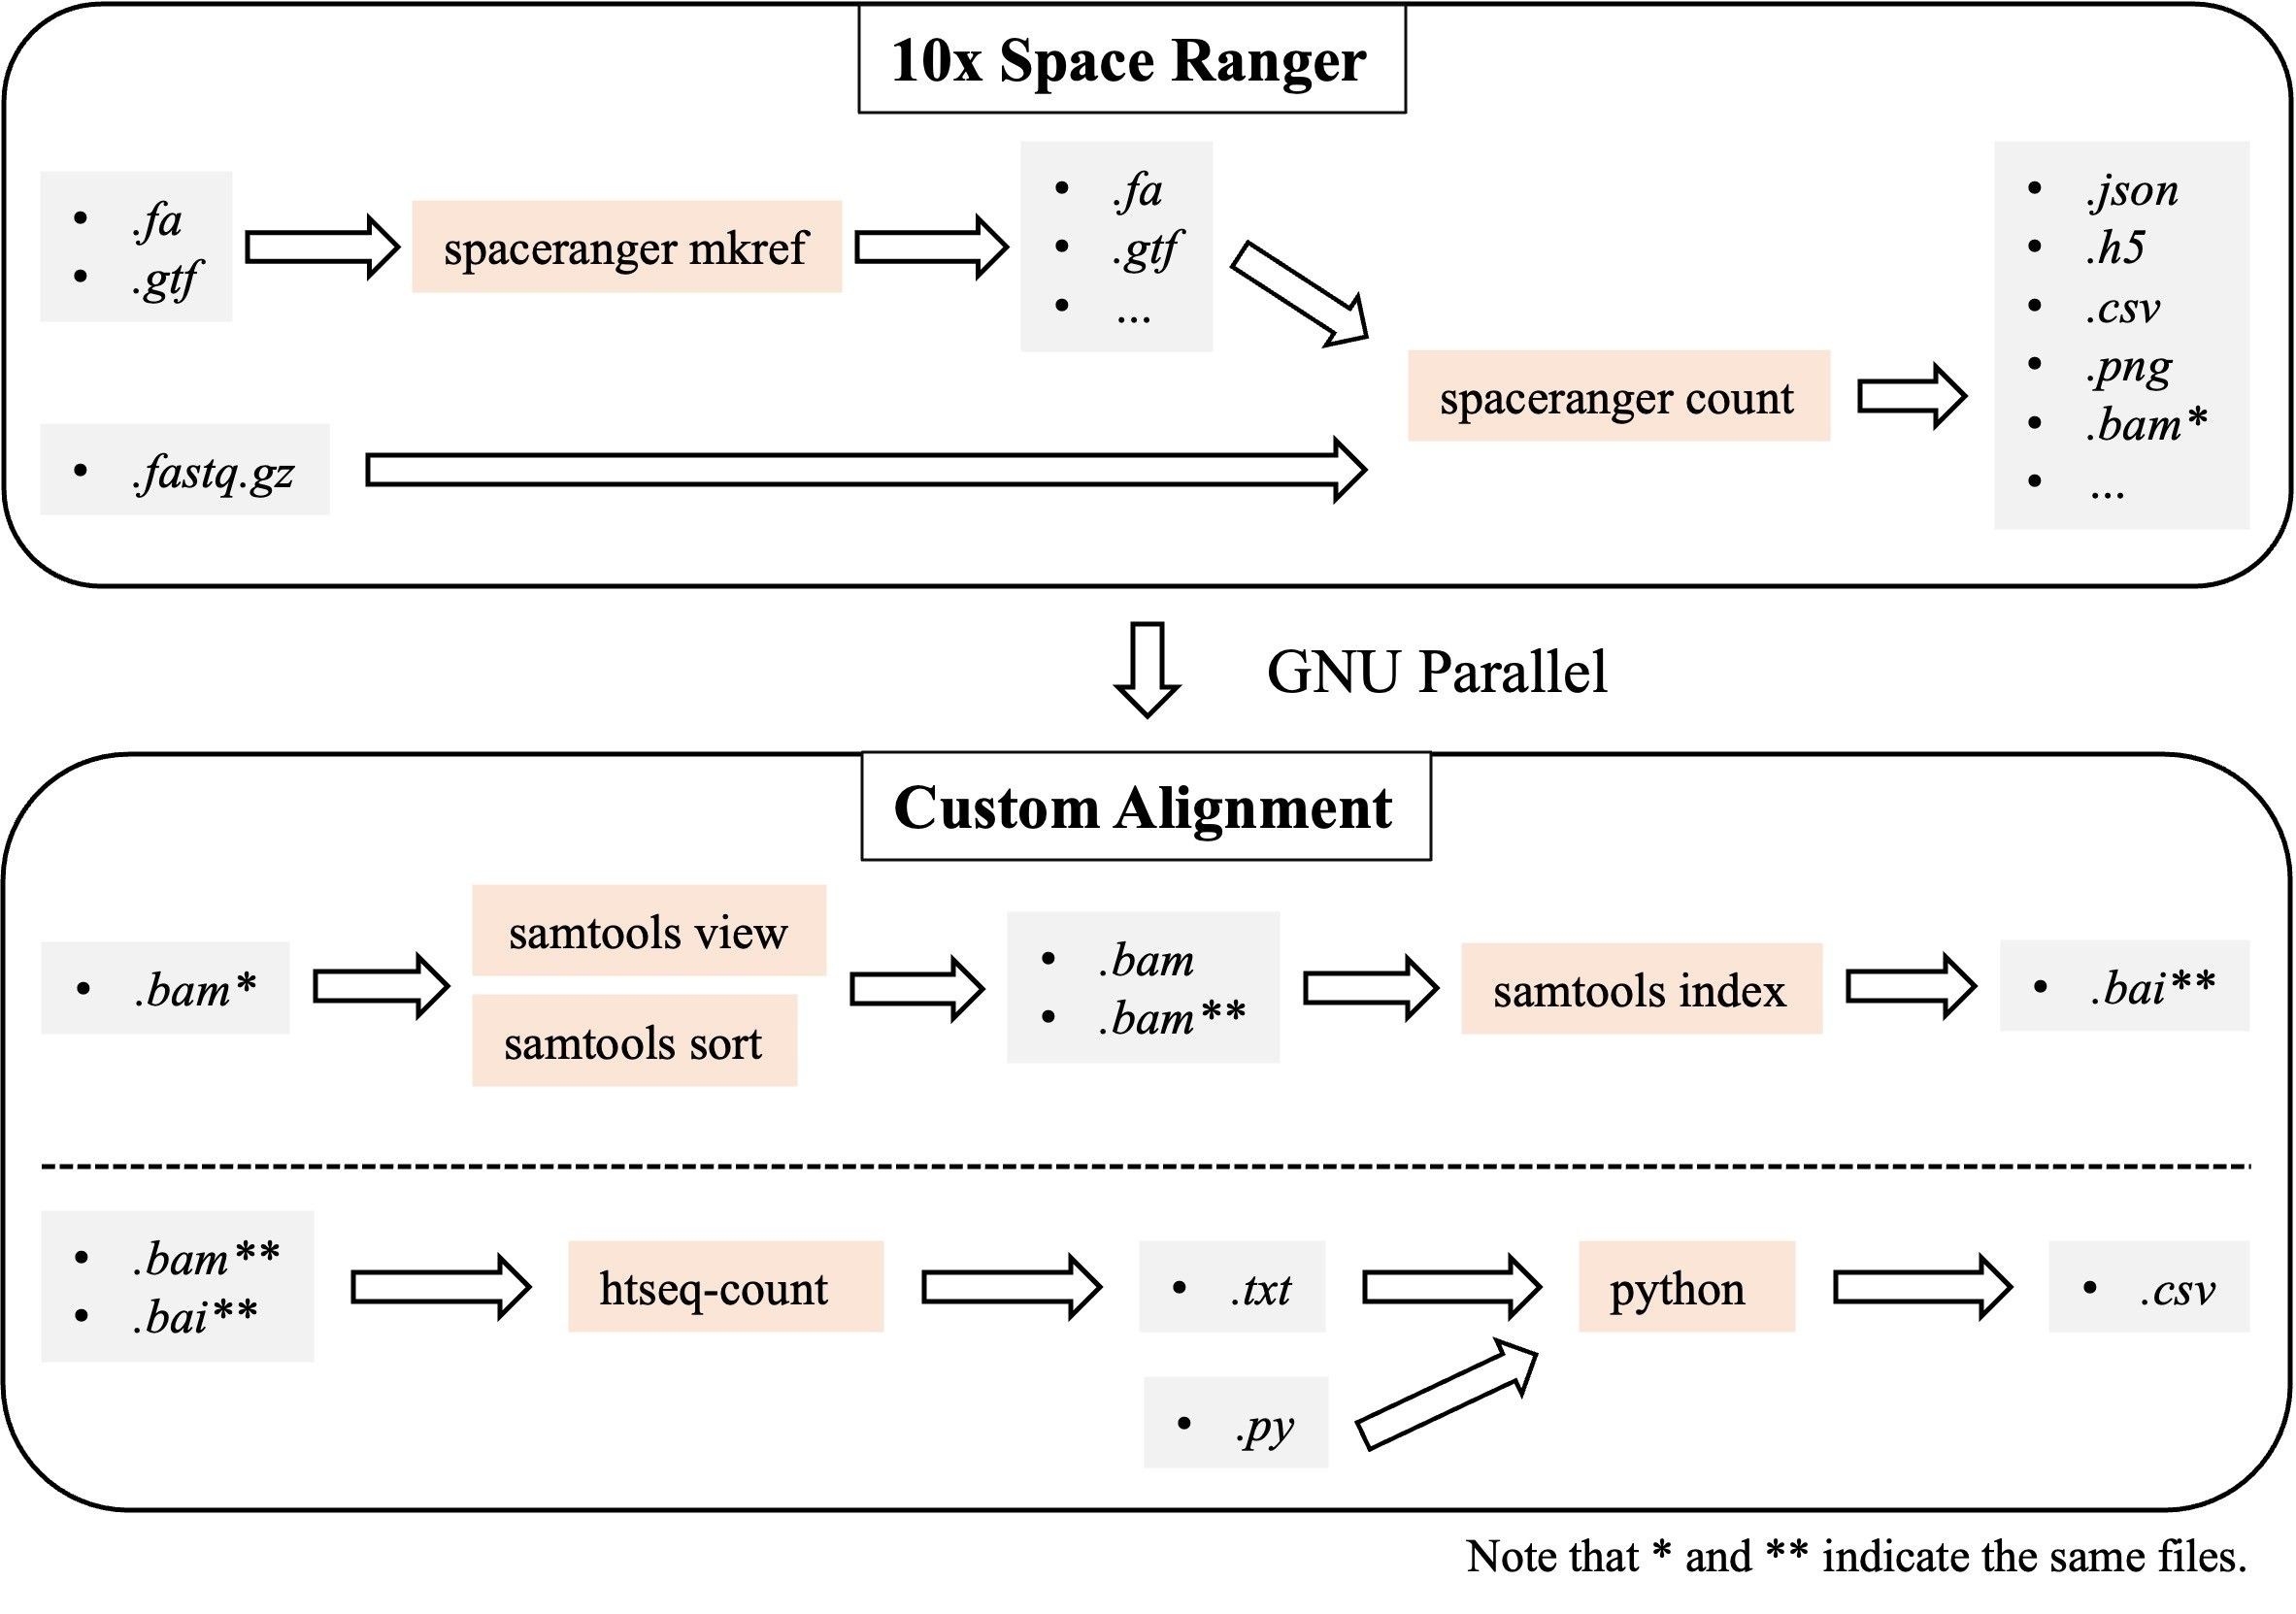 10x Space Ranger
• .fa
• .gtf
spaceranger mkref
• .fa
• .gtf
• ...
• .fastq.gz
spaceranger count
• .json
• .h5
• .csv
• .png
• .bam*
• ...
GNU Parallel
Custom Alignment
• .bam*
samtools view
samtools sort
• .bam
• .bam**
samtools index
• .bai**
• .bam**
• .bai**
htseq-count
• .txt
• .py
python
• .csv
Note that * and ** indicate the same files.